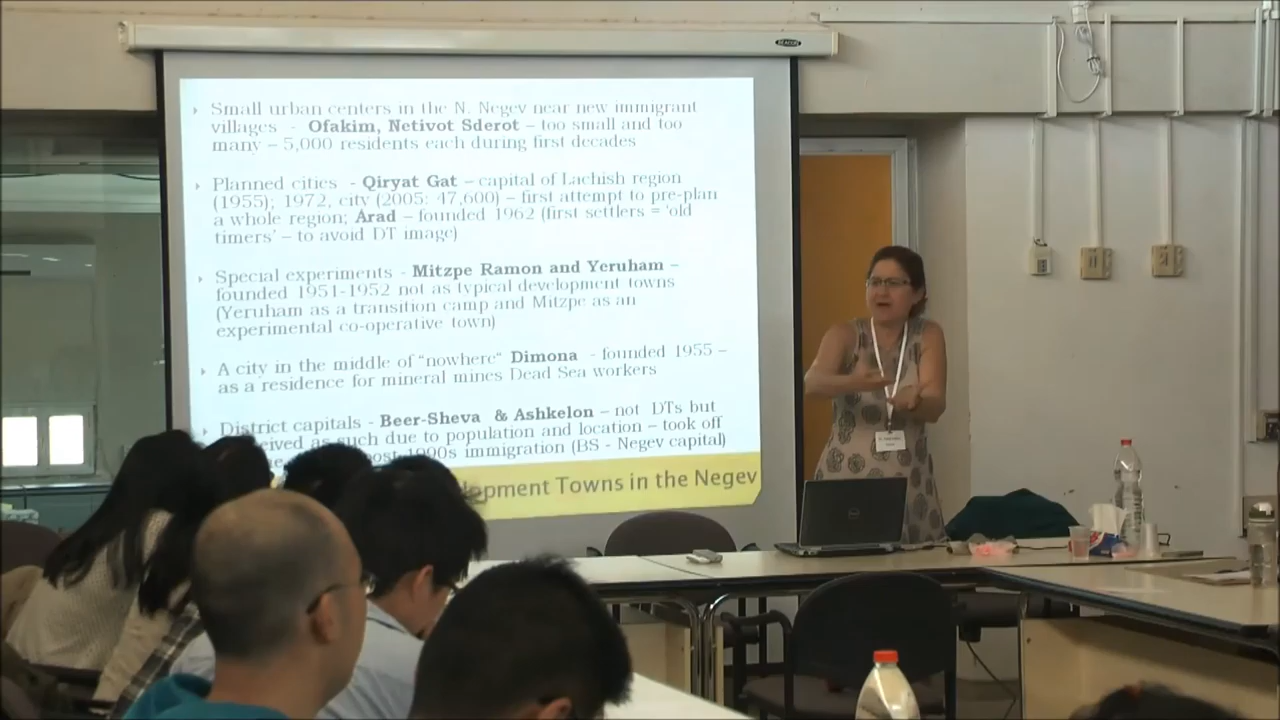 Small urban centers in the N. Negev near new immigrant
villages - Ofakim, Netivot Sderot – too small and too
many – 5,000 residents each during first decades
Planned cities - Qiryat Gat – capital of Lachish region
(1955); 1972, city (2005: 47,600) – first attempt to pre-plan
a whole region; Arad – founded 1962 (first settlers = 'old
timers' – to avoid DT image)
Special experiments - Mitzpe Ramon and Yeruham –
founded 1951-1952 not as typical development towns
(Yeruham as a transition camp and Mitzpe as an
experimental co-operative town)
A city in the middle of "nowhere" Dimona - founded 1955 –
as a residence for mineral mines Dead Sea workers
District capitals - Beer-Sheva & Ashkelon – not DTs but
as such due to population and location – took off
immigration (BS - Negev capital)
Towns in the Negev